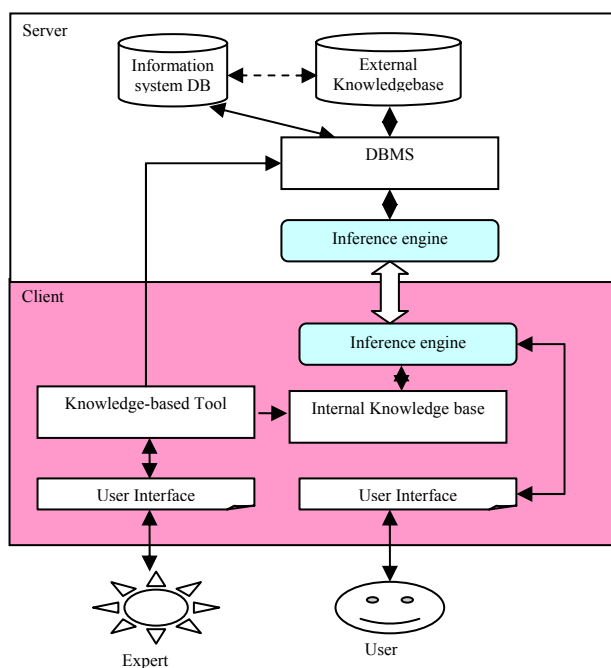 Server
Information
system DB
External
Knowledgebase
DBMS
Inference engine
Client
Inference engine
Knowledge-based Tool
Internal Knowledge base
User Interface
User Interface
Expert
User